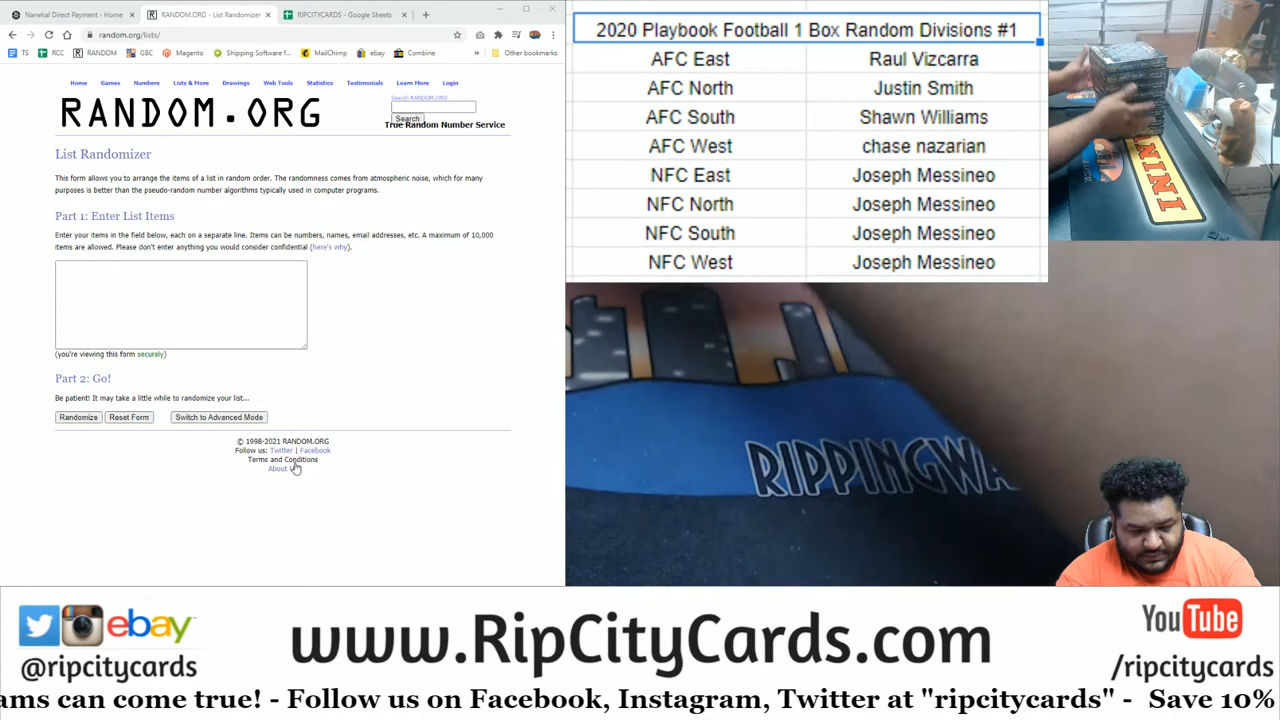 Narwhal Direct Payment - Home
RANDOM.ORG - List Randomizer
RIPCITYCARDS - Google Sheets
random.org/lists/
TS
RCC
RANDOM
GBC
Magento
Shipping Software f...
MailChimp
ebay
Combine
Other bookmarks
Home
Games
Numbers
Lists & More
Drawings
Web Tools
Statistics
Testimonials
Learn More
Login
RANDOM.ORG
Search RANDOM.ORG
Search
True Random Number Service
List Randomizer
This form allows you to arrange the items of a list in random order. The randomness comes from atmospheric noise, which for many
purposes is better than the pseudo-random number algorithms typically used in computer programs.
Part 1: Enter List Items
Enter your items in the field below, each on a separate line. Items can be numbers, names, email addresses, etc. A maximum of 10,000
items are allowed. Please don't enter anything you would consider confidential (here's why).
(you're viewing this form securely)
Part 2: Go!
Be patient! It may take a little while to randomize your list...
Randomize
Reset Form
Switch to Advanced Mode
© 1998-2021 RANDOM.ORG
Follow us: Twitter | Facebook
Terms and Conditions
About
2020 Playbook Football 1 Box Random Divisions #1
AFC East Raul Vizcarra
AFC North Justin Smith
AFC South Shawn Williams
AFC West chase nazarian
NFC East Joseph Messineo
NFC North Joseph Messineo
NFC South Joseph Messineo
NFC West Joseph Messineo
ININI
RIPPINGWA
ebay
@ripcitycards
www.RipCityCards.com
YouTube
/ripcitycards
ams can come true! - Follow us on Facebook, Instagram, Twitter at "ripcitycards" - Save 10%